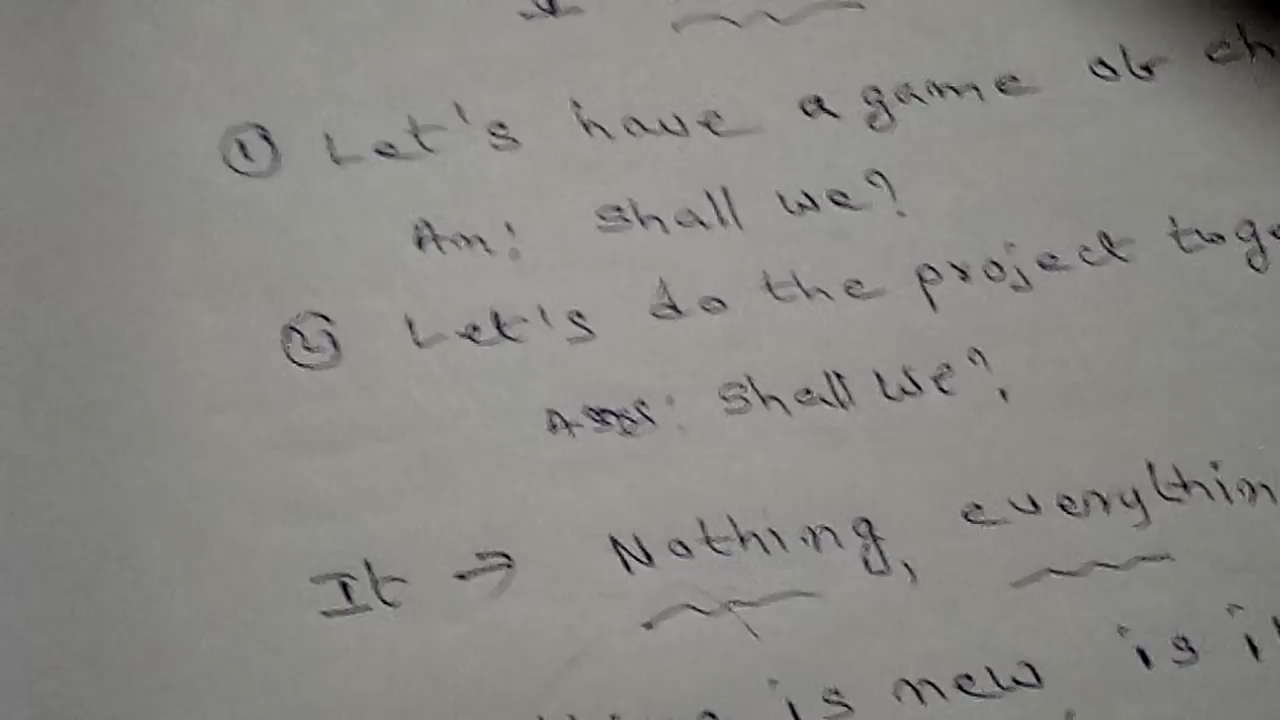 ① Let's have a game of
Ans: shall we?
② Let's do the project
Ans: shall we?
It → Nothing,
is new is